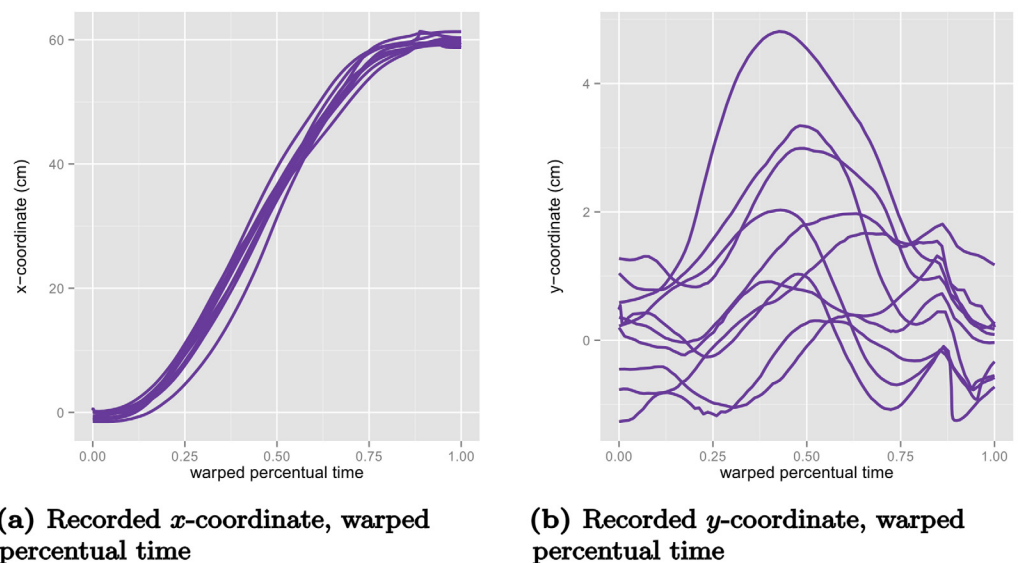 60
40
20
0
x−coordinate (cm)
0.00 0.25 0.50 0.75 1.00
warped percentual time
4
2
0
y−coordinate (cm)
0.00 0.25 0.50 0.75 1.00
warped percentual time
(a) Recorded x-coordinate, warped
percentual time
(b) Recorded y-coordinate, warped
percentual time